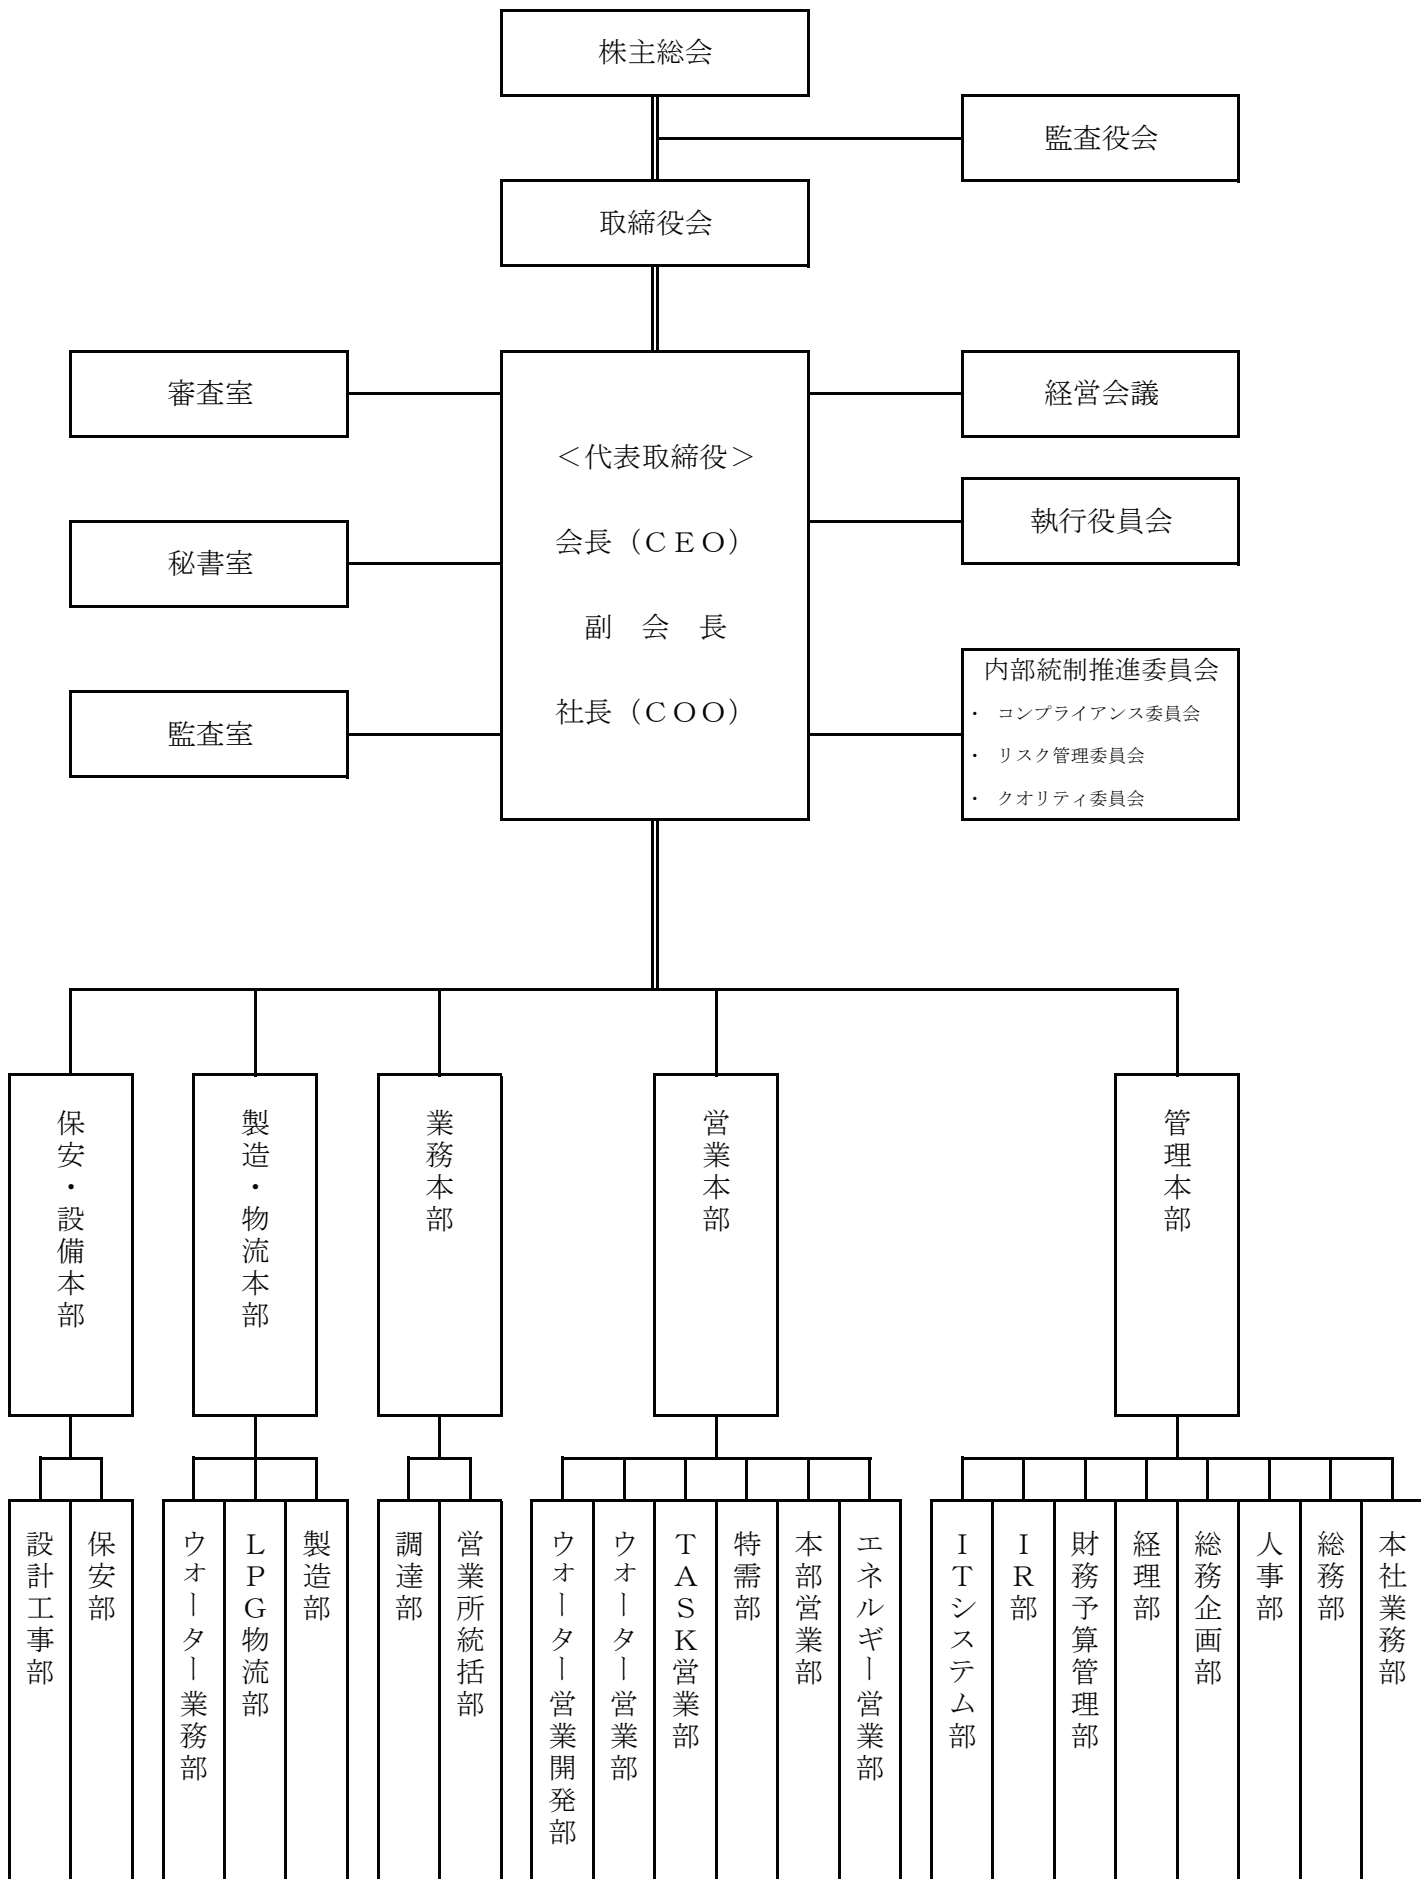 株主総会
監査役会
取締役会
審査室
経営会議
＜代表取締役＞
会長（ＣＥＯ）
副　会　長
社長（ＣＯＯ）
執行役員会
秘書室
内部統制推進委員会
・ コンプライアンス委員会
・ リスク管理委員会
・ クオリティ委員会
監査室
保安・設備本部
製造・物流本部
業務本部
営業本部
管理本部
設計工事部
保安部
ウオーター業務部
ＬＰＧ物流部
製造部
調達部
営業所統括部
ウオーター営業開発部
ウオーター営業部
ＴＡＳＫ営業部
特需部
本部営業部
エネルギー営業部
ＩＴシステム部
ＩＲ部
財務予算管理部
経理部
総務企画部
人事部
総務部
本社業務部